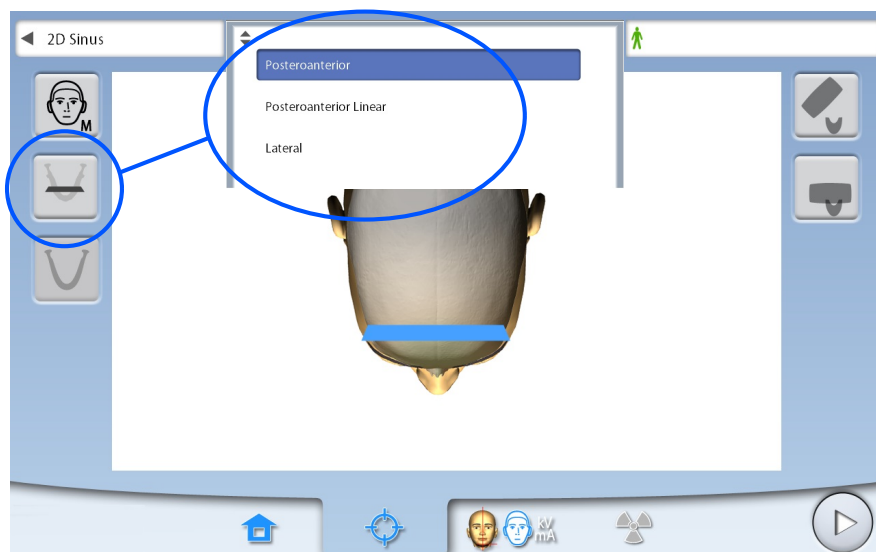 2D Sinus
Posteroanterior
Posteroanterior Linear
Lateral
M
kV
mA